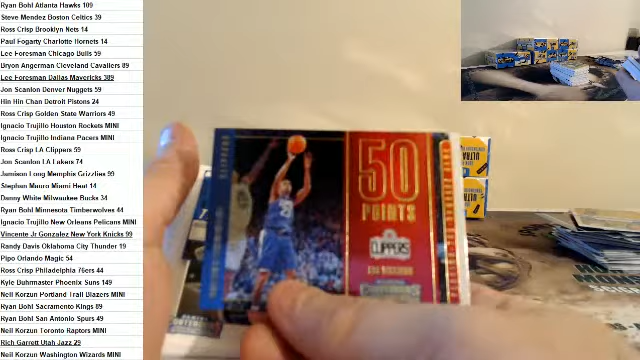 Ryan Bohl Atlanta Hawks 109
Steve Mendez Boston Celtics 39
Ross Crisp Brooklyn Nets 14
Paul Fogarty Charlotte Hornets 14
Lee Foresman Chicago Bulls 59
Bryon Angerman Cleveland Cavaliers 89
Lee Foresman Dallas Mavericks 389
Jon Scanlon Denver Nuggets 59
Hin Hin Chan Detroit Pistons 24
Ross Crisp Golden State Warriors 49
Ignacio Trujillo Houston Rockets MINI
Ignacio Trujillo Indiana Pacers MINI
Ross Crisp LA Clippers 59
Jon Scanlon LA Lakers 74
Jamison Long Memphis Grizzlies 99
Stephan Mauro Miami Heat 14
Danny White Milwaukee Bucks 34
Ryan Bohl Minnesota Timberwolves 44
Ignacio Trujillo New Orleans Pelicans MINI
Vincente Jr Gonzalez New York Knicks 99
Randy Davis Oklahoma City Thunder 19
Pipo Orlando Magic 54
Ross Crisp Philadelphia 76ers 44
Kyle Buhrmaster Phoenix Suns 149
Neil Korzun Portland Trail Blazers MINI
Ryan Bohl Sacramento Kings 89
Ryan Bohl San Antonio Spurs 49
Neil Korzun Toronto Raptors MINI
Rich Garrett Utah Jazz 29
Neil Korzun Washington Wizards MINI
50
POINTS
CLIPPERS